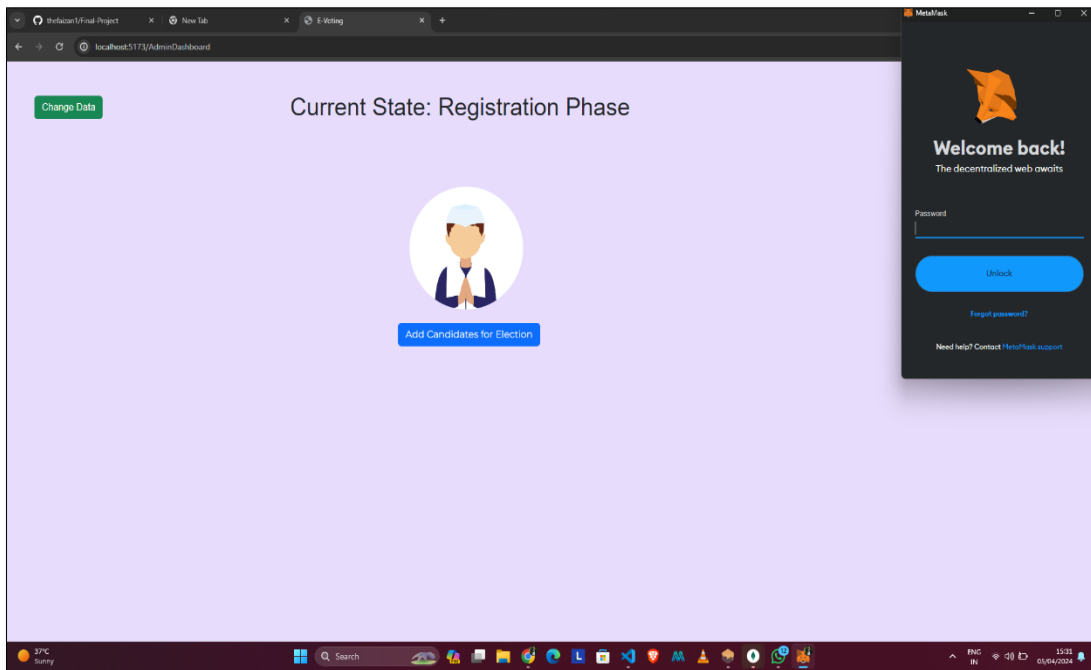 thefaizan1/Final-Project
New Tab
E-Voting
MetaMask
localhost:5173/AdminDashboard
Change Data
Current State: Registration Phase
Add Candidates for Election
Welcome back!
The decentralized web awaits
Password
Unlock
Forgot password?
Need help? Contact MetaMask support
37°C
Sunny
Search
ENG
IN
15:31
05/04/2024